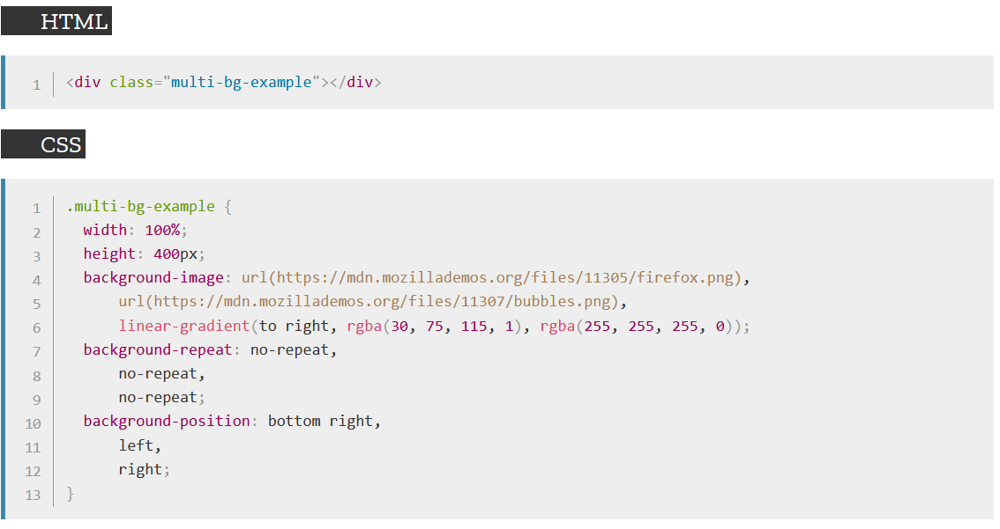 HTML
1 <div class="multi-bg-example"></div>
CSS
1 .multi-bg-example {
2   width: 100%;
3   height: 400px;
4   background-image: url(https://mdn.mozillademos.org/files/11305/firefox.png),
5       url(https://mdn.mozillademos.org/files/11307/bubbles.png),
6       linear-gradient(to right, rgba(30, 75, 115, 1), rgba(255, 255, 255, 0));
7   background-repeat: no-repeat,
8       no-repeat,
9       no-repeat;
10   background-position: bottom right,
11       left,
12       right;
13 }